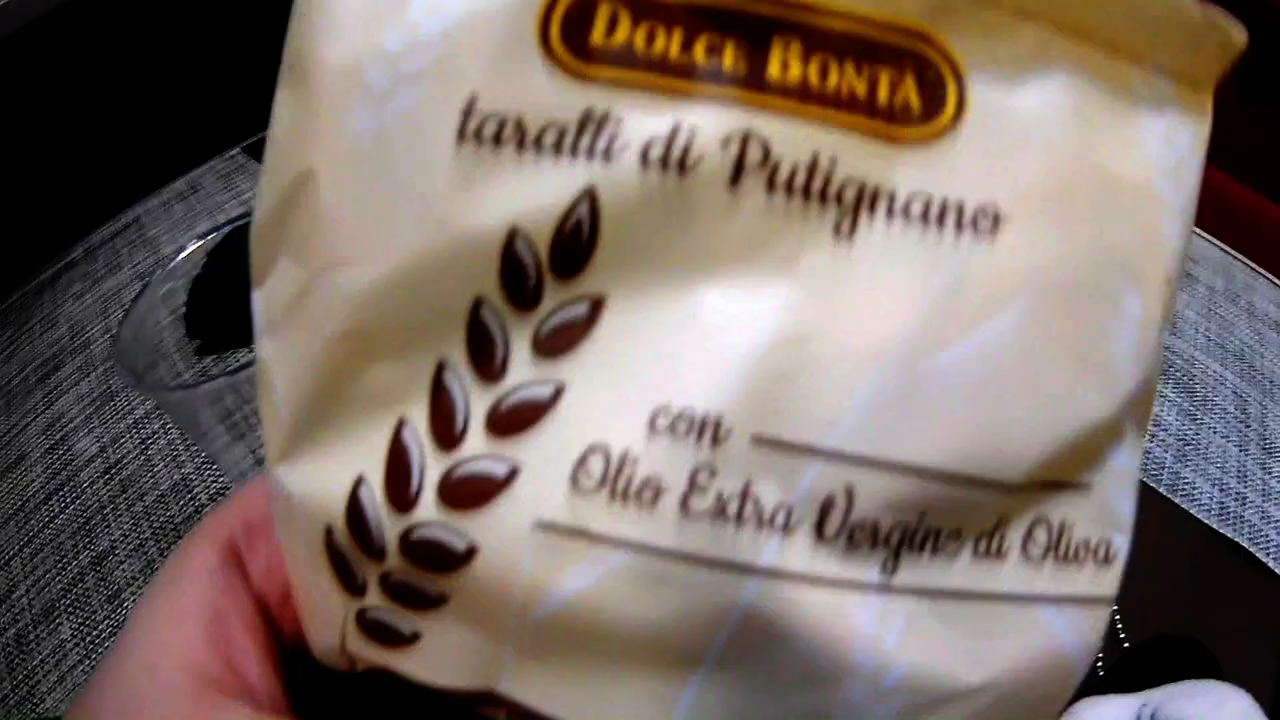 DOLCE BONTÀ
taralli di Putignano
con
Olio Extra Vergine di Oliva